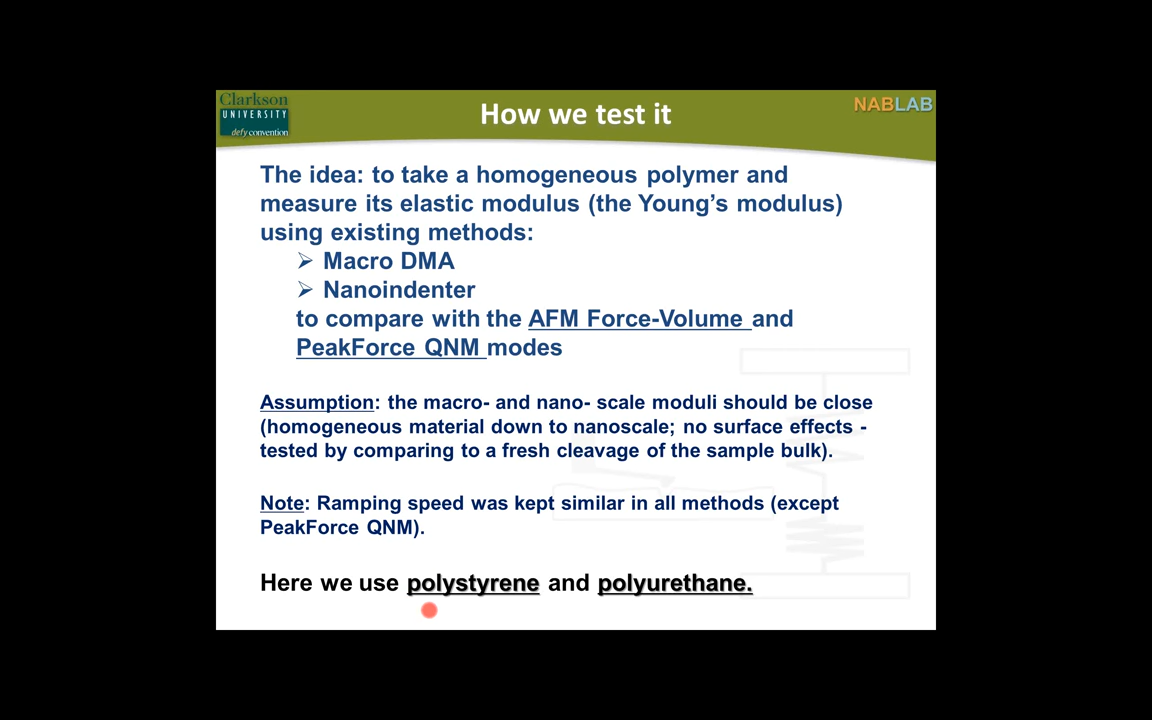 Clarkson
UNIVERSITY
defy convention
How we test it
NABLAB
The idea: to take a homogeneous polymer and
measure its elastic modulus (the Young’s modulus)
using existing methods:
➢ Macro DMA
➢ Nanoindenter
to compare with the AFM Force-Volume and
PeakForce QNM modes
Assumption: the macro- and nano- scale moduli should be close
(homogeneous material down to nanoscale; no surface effects -
tested by comparing to a fresh cleavage of the sample bulk).
Note: Ramping speed was kept similar in all methods (except
PeakForce QNM).
Here we use polystyrene and polyurethane.